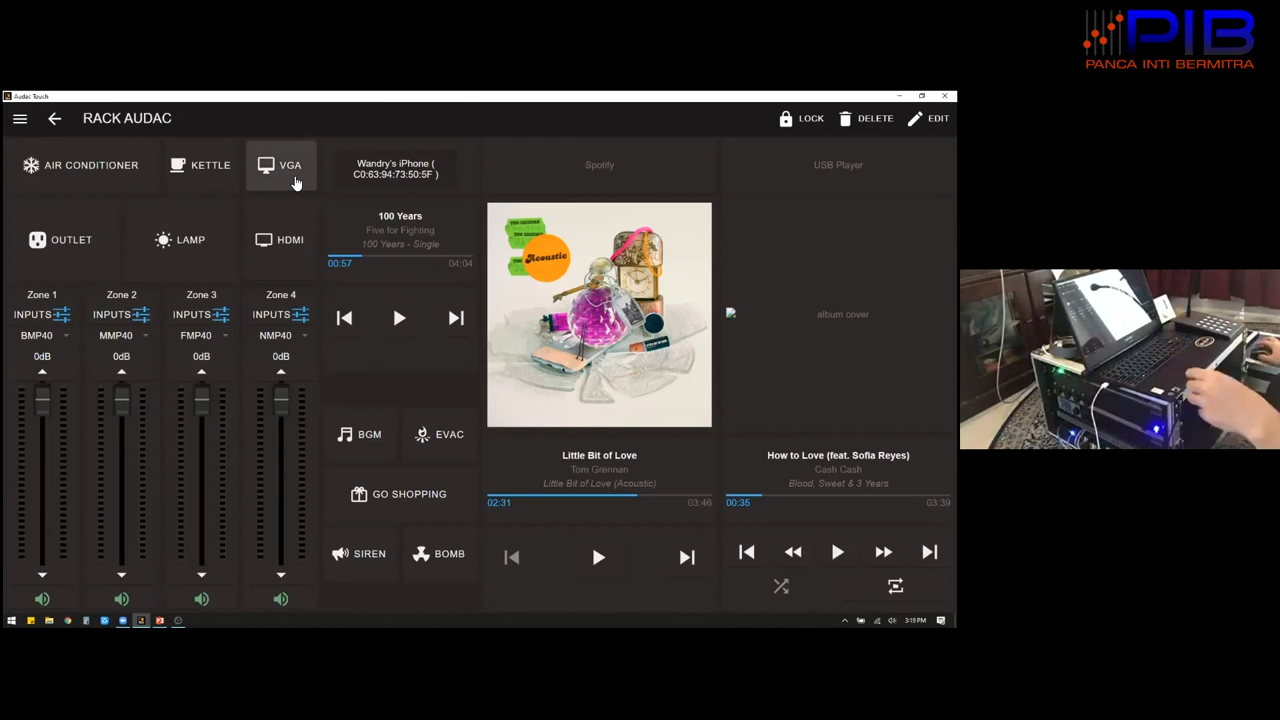 PIB
PANCA INTI BERMITRA
Audac Touch
RACK AUDAC
LOCK
DELETE
EDIT
AIR CONDITIONER
KETTLE
VGA
Wandry's iPhone (
C0:63:94:73:50:5F )
Spotify
USB Player
OUTLET
LAMP
HDMI
100 Years
Five for Fighting
100 Years - Single
00:57
04:04
Acoustic
album cover
Zone 1
Zone 2
Zone 3
Zone 4
INPUTS
INPUTS
INPUTS
INPUTS
BMP40
MMP40
FMP40
NMP40
0dB
0dB
0dB
0dB
BGM
EVAC
GO SHOPPING
SIREN
BOMB
Little Bit of Love
Tom Grennan
Little Bit of Love (Acoustic)
02:31
03:46
How to Love (feat. Sofia Reyes)
Cash Cash
Blood, Sweat & 3 Years
00:35
03:39
3:19 PM